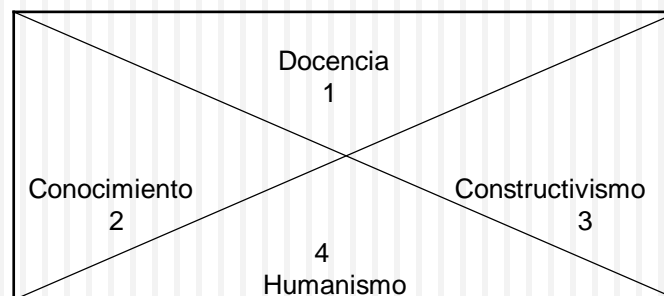 Docencia
1
Conocimiento
2
Constructivismo
3
4
Humanismo